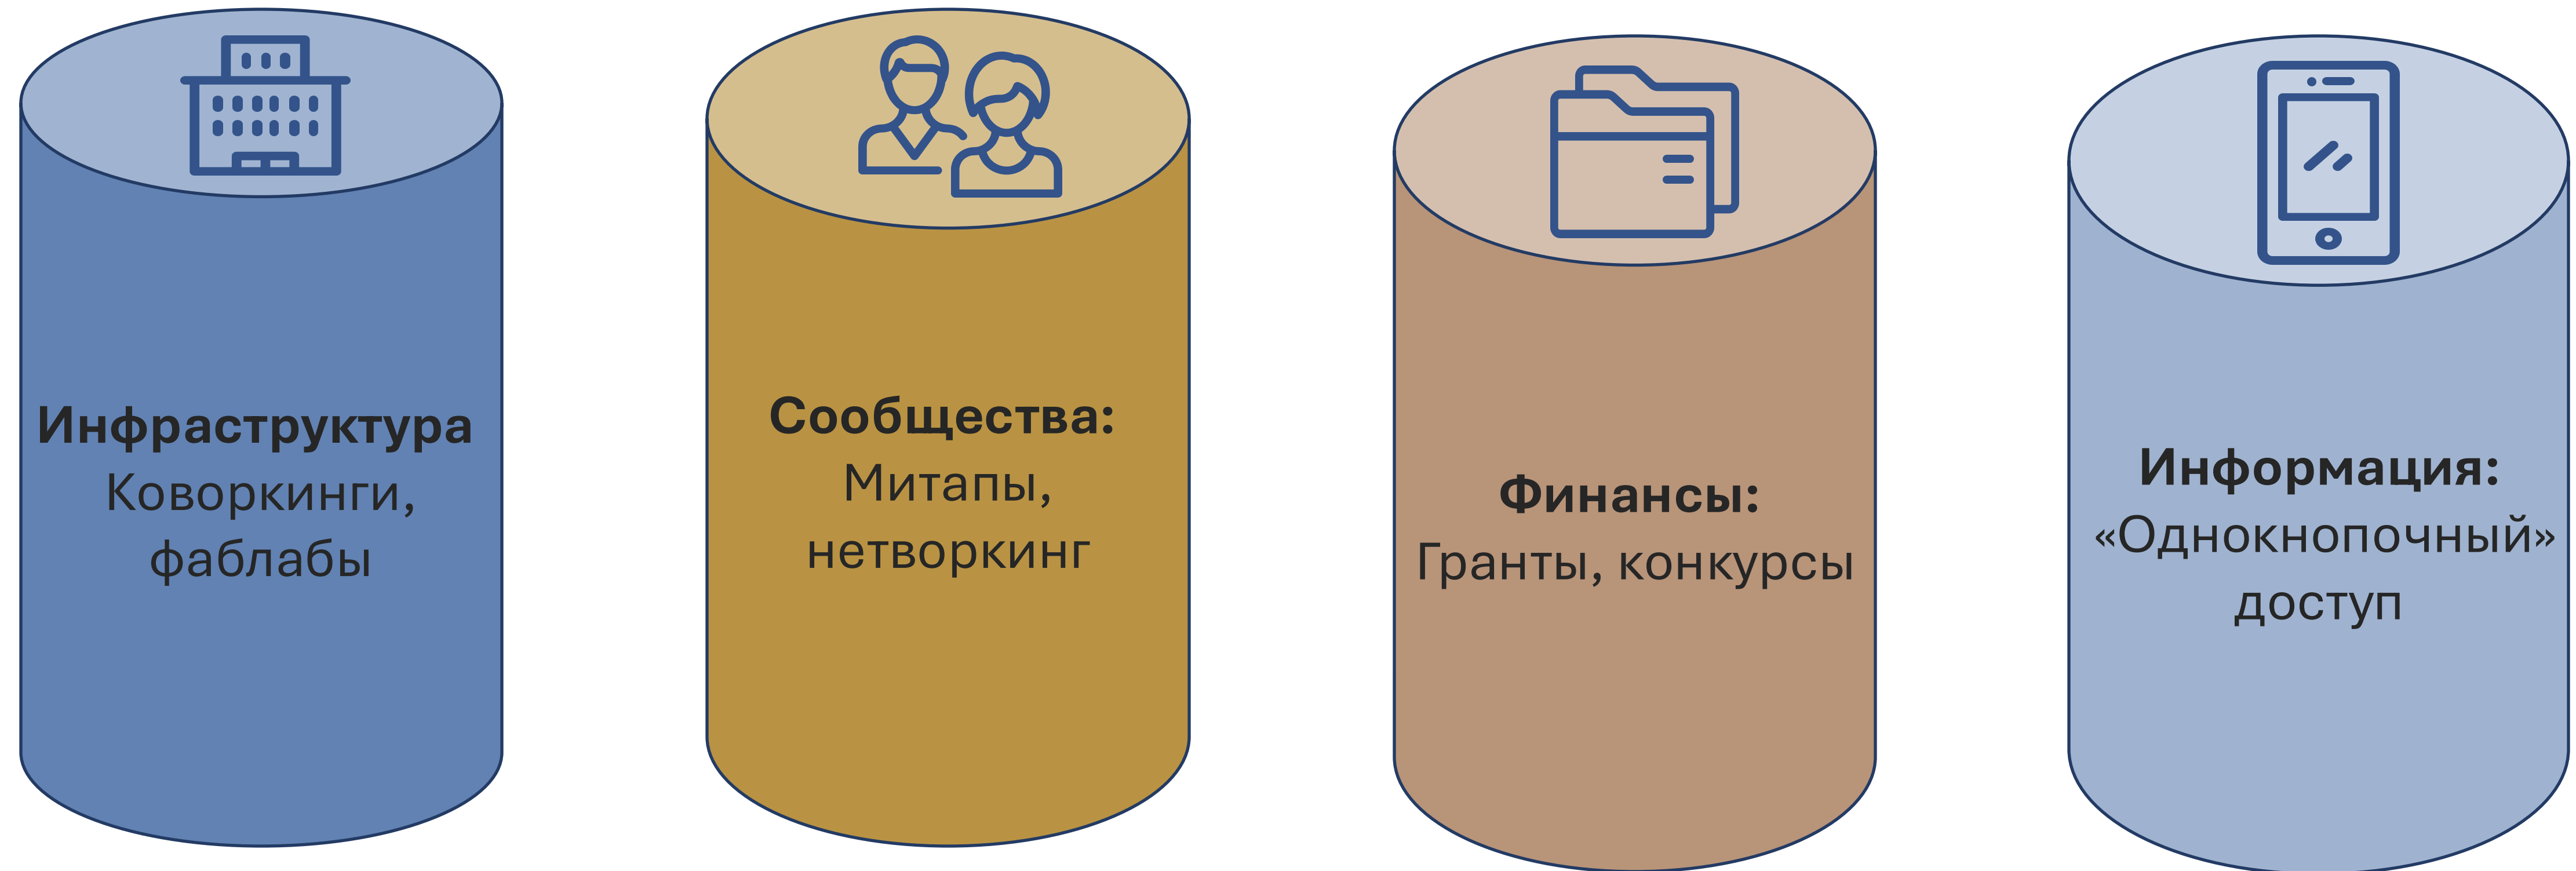 Инфраструктура
Коворкинги,
фаблабы
Сообщества:
Митапы,
нетворкинг
Финансы:
Гранты, конкурсы
Информация:
«Однокнопочный»
доступ